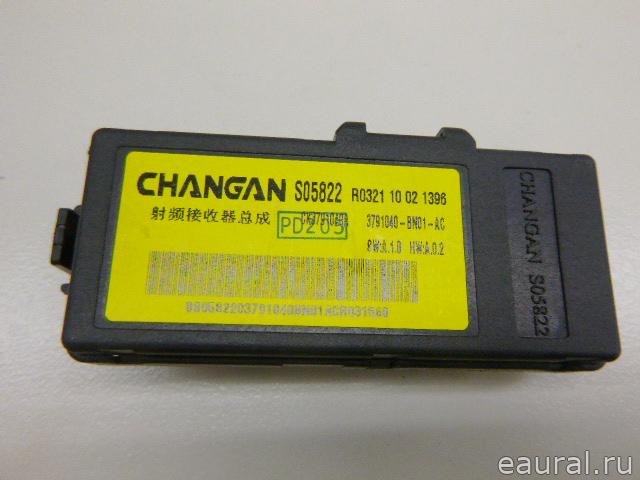 CHANGAN S05822 R0321 10 02 1396
射频接收器总成 3791040-BN01-AC
PD205
SW:A.1.0 HW:A.0.2
CHANGAN S05822
eaural.ru